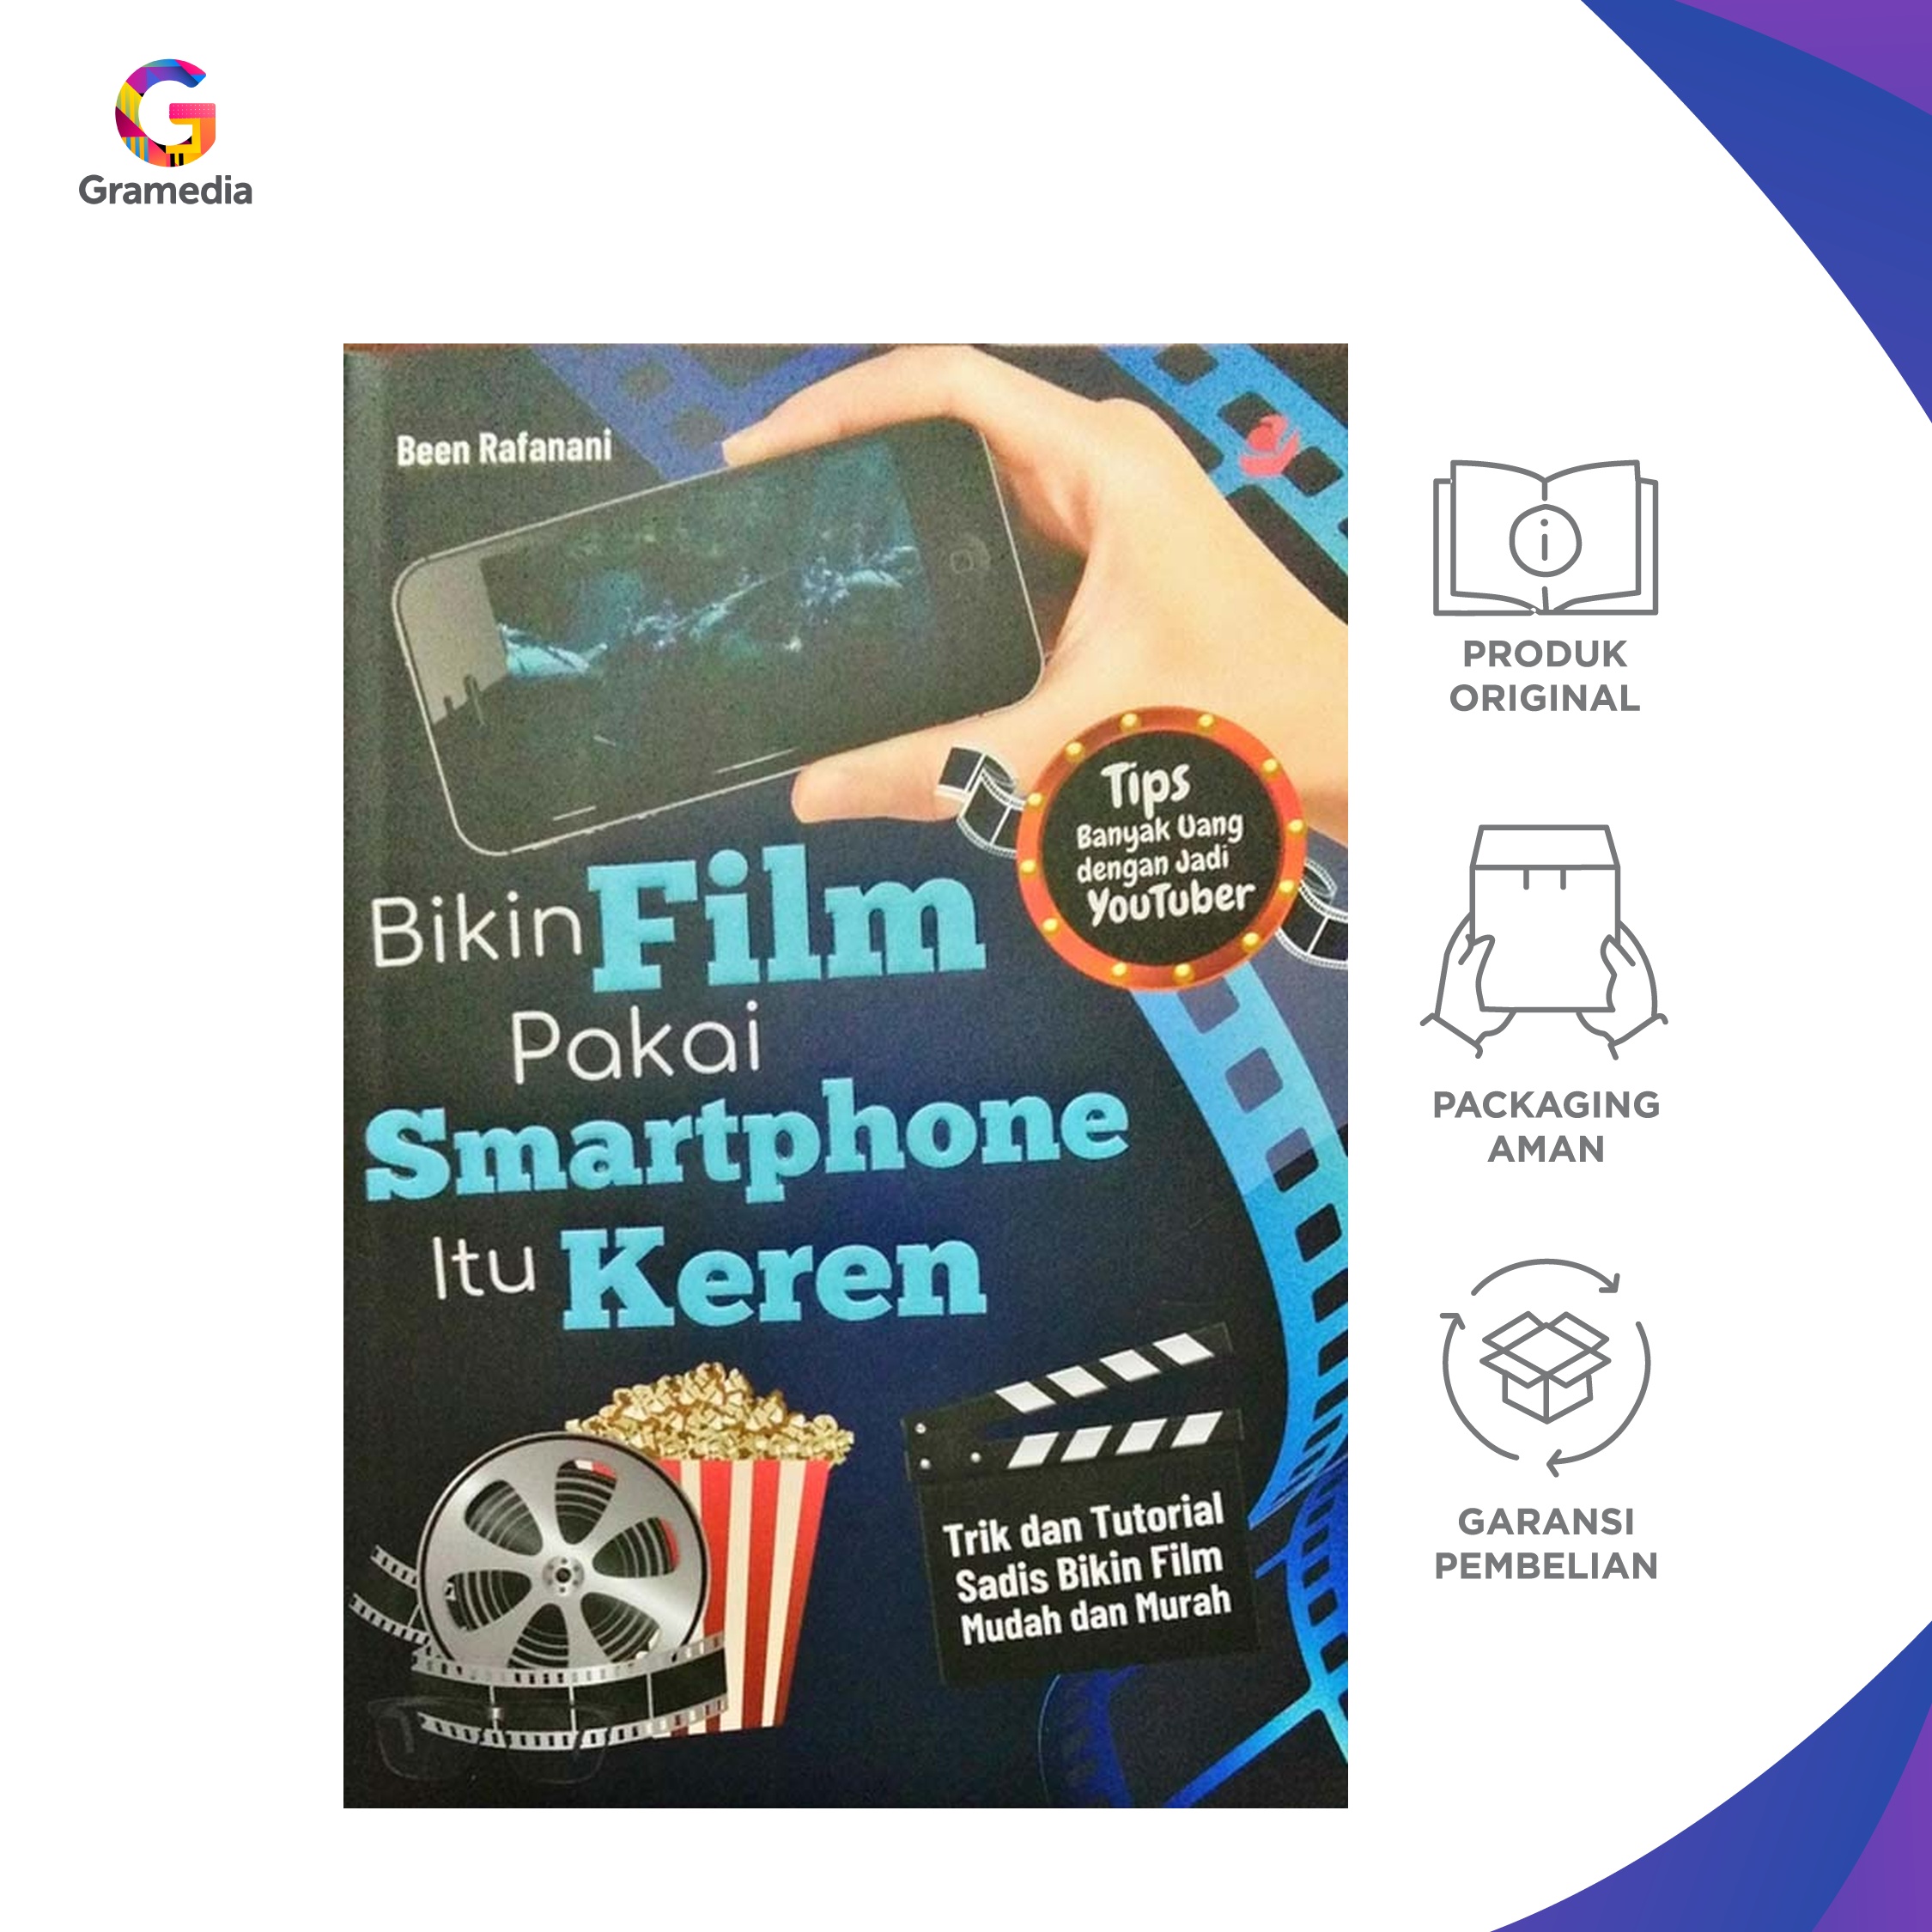 Gramedia
Been Rafanani
Tips
Banyak Uang
dengan Jadi
YouTuber
Bikin Film
Pakai
Smartphone
Itu Keren
Trik dan Tutorial
Sadis Bikin Film
Mudah dan Murah
PRODUK
ORIGINAL
PACKAGING
AMAN
GARANSI
PEMBELIAN